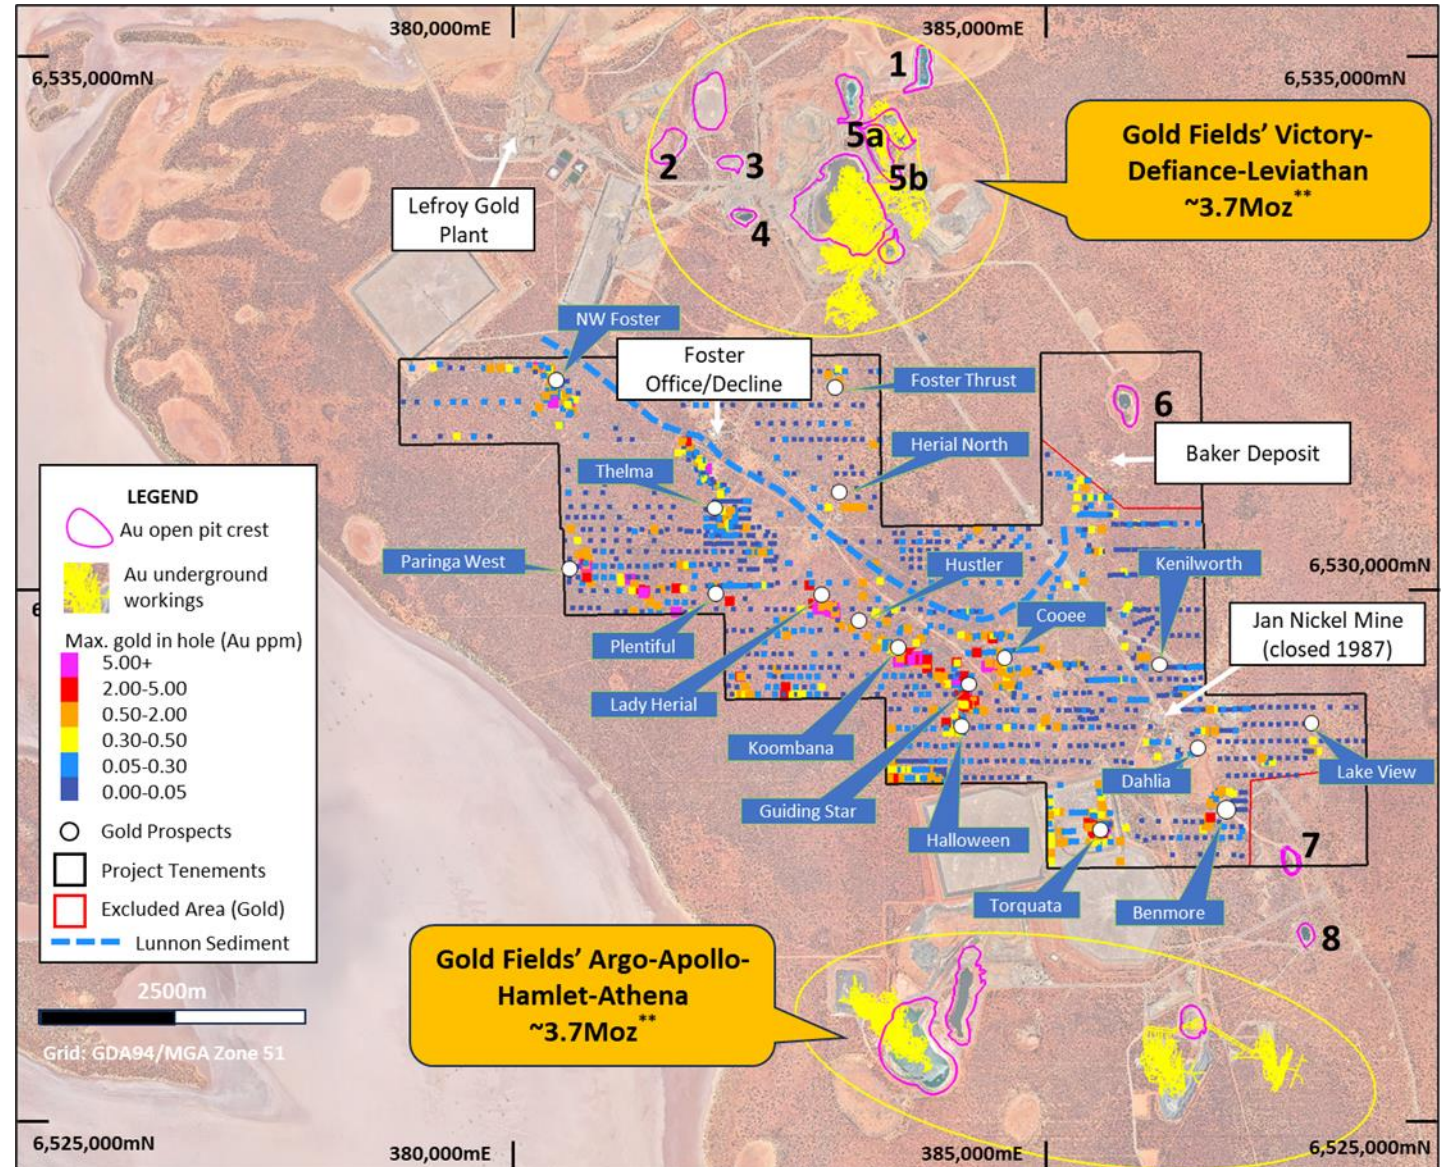 380,000mE
385,000mE
6,535,000mN
6,535,000mN
1
Gold Fields' Victory-
Defiance-Leviathan
~3.7Moz**
5a
2
3
5b
Lefroy Gold
Plant
4
NW Foster
Foster
Office/Decline
Foster Thrust
6
Herial North
Baker Deposit
Thelma
LEGEND
Au open pit crest
Au underground
workings
Max. gold in hole (Au ppm)
5.00+
2.00-5.00
0.50-2.00
0.30-0.50
0.05-0.30
0.00-0.05
Gold Prospects
Project Tenements
Excluded Area (Gold)
Lunnon Sediment
2500m
Grid: GDA94/MGA Zone 51
Paringa West
Hustler
Kenilworth
6,530,000mN
Cooee
Jan Nickel Mine
(closed 1987)
Plentiful
Lady Herial
Koombana
Dahlia
Lake View
Guiding Star
Halloween
7
Torquata
Benmore
8
Gold Fields' Argo-Apollo-
Hamlet-Athena
~3.7Moz**
6,525,000mN
380,000mE
385,000mE
6,525,000mN